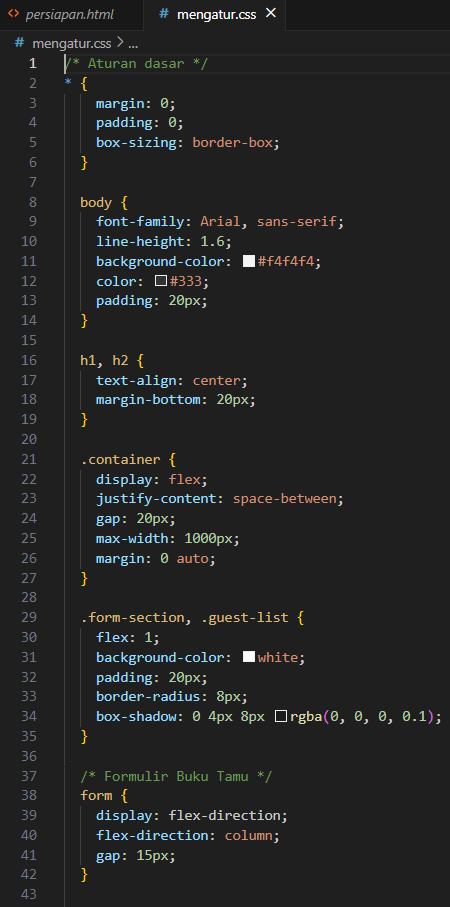 <> persiapan.html # mengatur.css ×
# mengatur.css > ...
1 /* Aturan dasar */
2 * {
3 margin: 0;
4 padding: 0;
5 box-sizing: border-box;
6 }
7
8 body {
9 font-family: Arial, sans-serif;
10 line-height: 1.6;
11 background-color: #f4f4f4;
12 color: #333;
13 padding: 20px;
14 }
15
16 h1, h2 {
17 text-align: center;
18 margin-bottom: 20px;
19 }
20
21 .container {
22 display: flex;
23 justify-content: space-between;
24 gap: 20px;
25 max-width: 1000px;
26 margin: 0 auto;
27 }
28
29 .form-section, .guest-list {
30 flex: 1;
31 background-color: white;
32 padding: 20px;
33 border-radius: 8px;
34 box-shadow: 0 4px 8px rgba(0, 0, 0, 0.1);
35 }
36
37 /* Formulir Buku Tamu */
38 form {
39 display: flex-direction;
40 flex-direction: column;
41 gap: 15px;
42 }
43